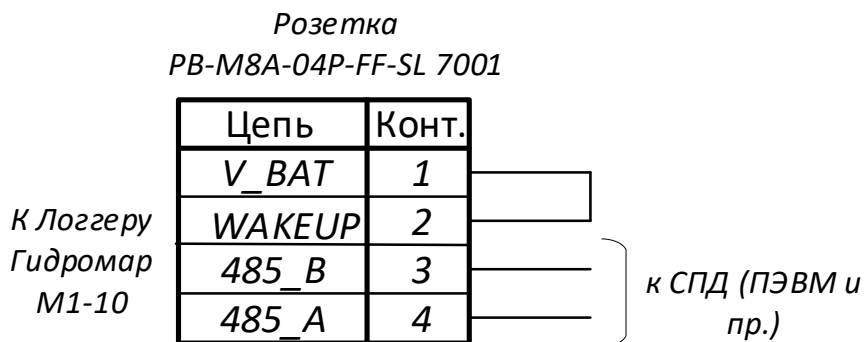 Розетка
PB-M8A-04P-FF-SL 7001
Цепь Конт.
V_BAT 1
WAKEUP 2
485_B 3
485_A 4
К Логгеру
Гидромар
М1-10
к СПД (ПЭВМ и
пр.)